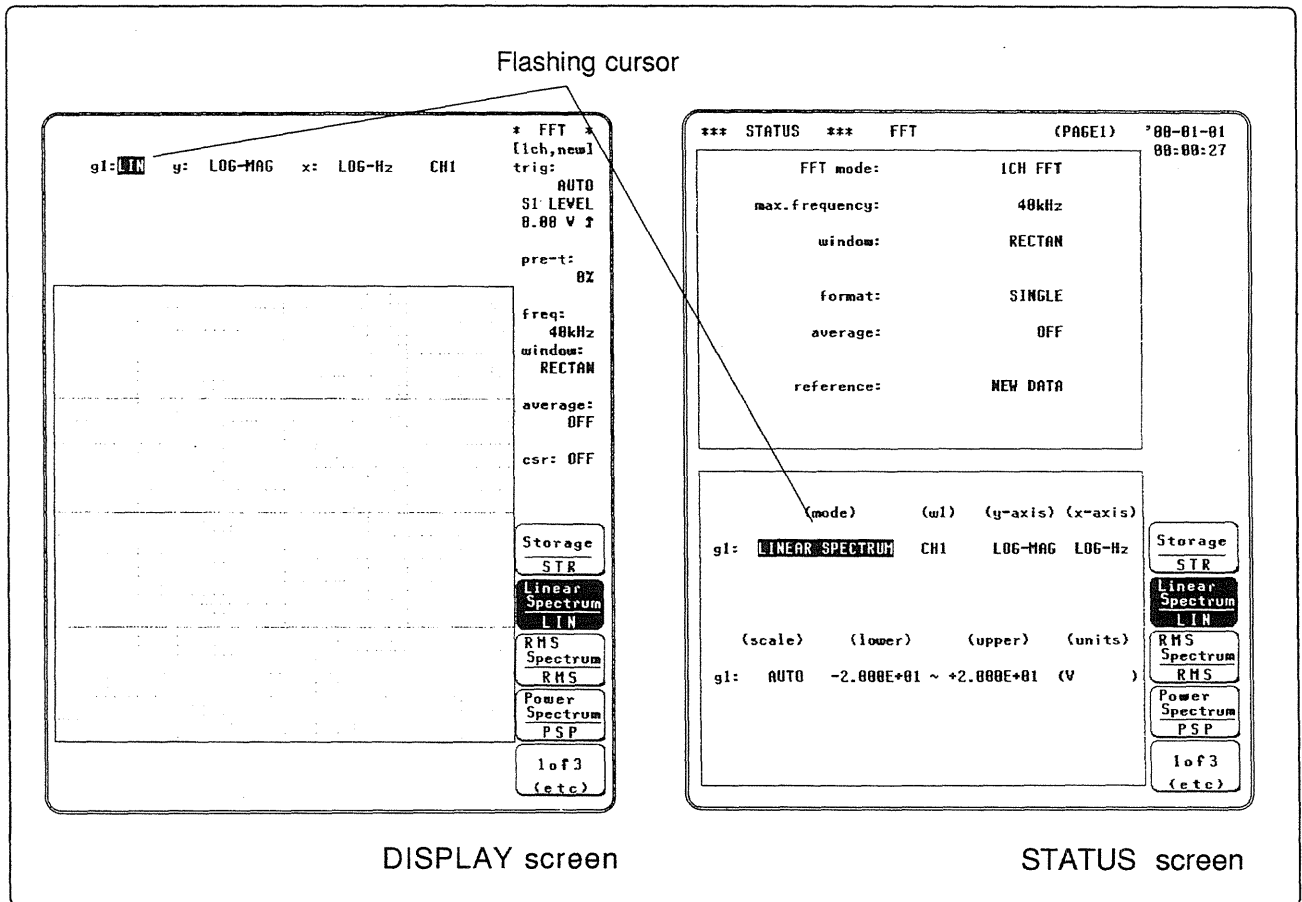 Flashing cursor
* FFT *
[1ch,new]
g1:LIN y: LOG-MAG x: LOG-Hz CH1
trig:
AUTO
S1 LEVEL
0.00 V ↥
pre-t:
0%
freq:
40kHz
window:
RECTAN
average:
OFF
csr: OFF
Storage
STR
Linear
Spectrum
LIN
RMS
Spectrum
RMS
Power
Spectrum
PSP
1of3
(etc)
DISPLAY screen
*** STATUS *** FFT (PAGE1) '00-01-01
00:00:27
FFT mode: 1CH FFT
max.frequency: 40kHz
window: RECTAN
format: SINGLE
average: OFF
reference: NEW DATA
(mode) (w1) (y-axis) (x-axis)
g1: LINEAR SPECTRUM CH1 LOG-MAG LOG-Hz
(scale) (lower) (upper) (units)
g1: AUTO -2.000E+01 ~ +2.000E+01 (V )
Storage
STR
Linear
Spectrum
LIN
RMS
Spectrum
RMS
Power
Spectrum
PSP
1of3
(etc)
STATUS screen